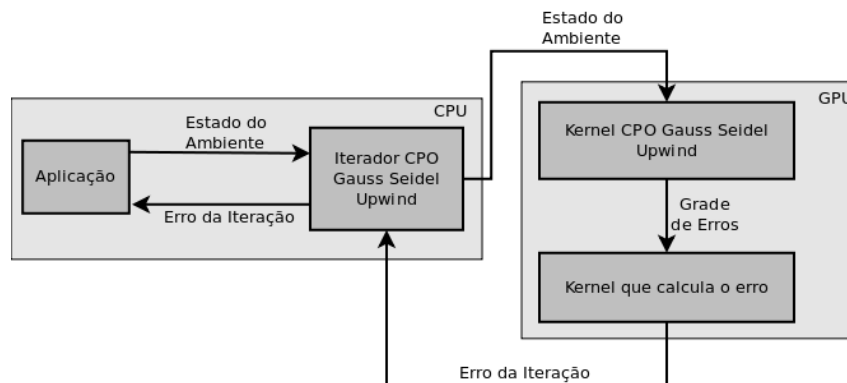 Estado do
Ambiente
CPU
GPU
Estado do
Ambiente
Aplicação
Iterador CPO
Gauss Seidel
Upwind
Erro da Iteração
Kernel CPO Gauss Seidel
Upwind
Grade
de Erros
Kernel que calcula o erro
Erro da Iteração